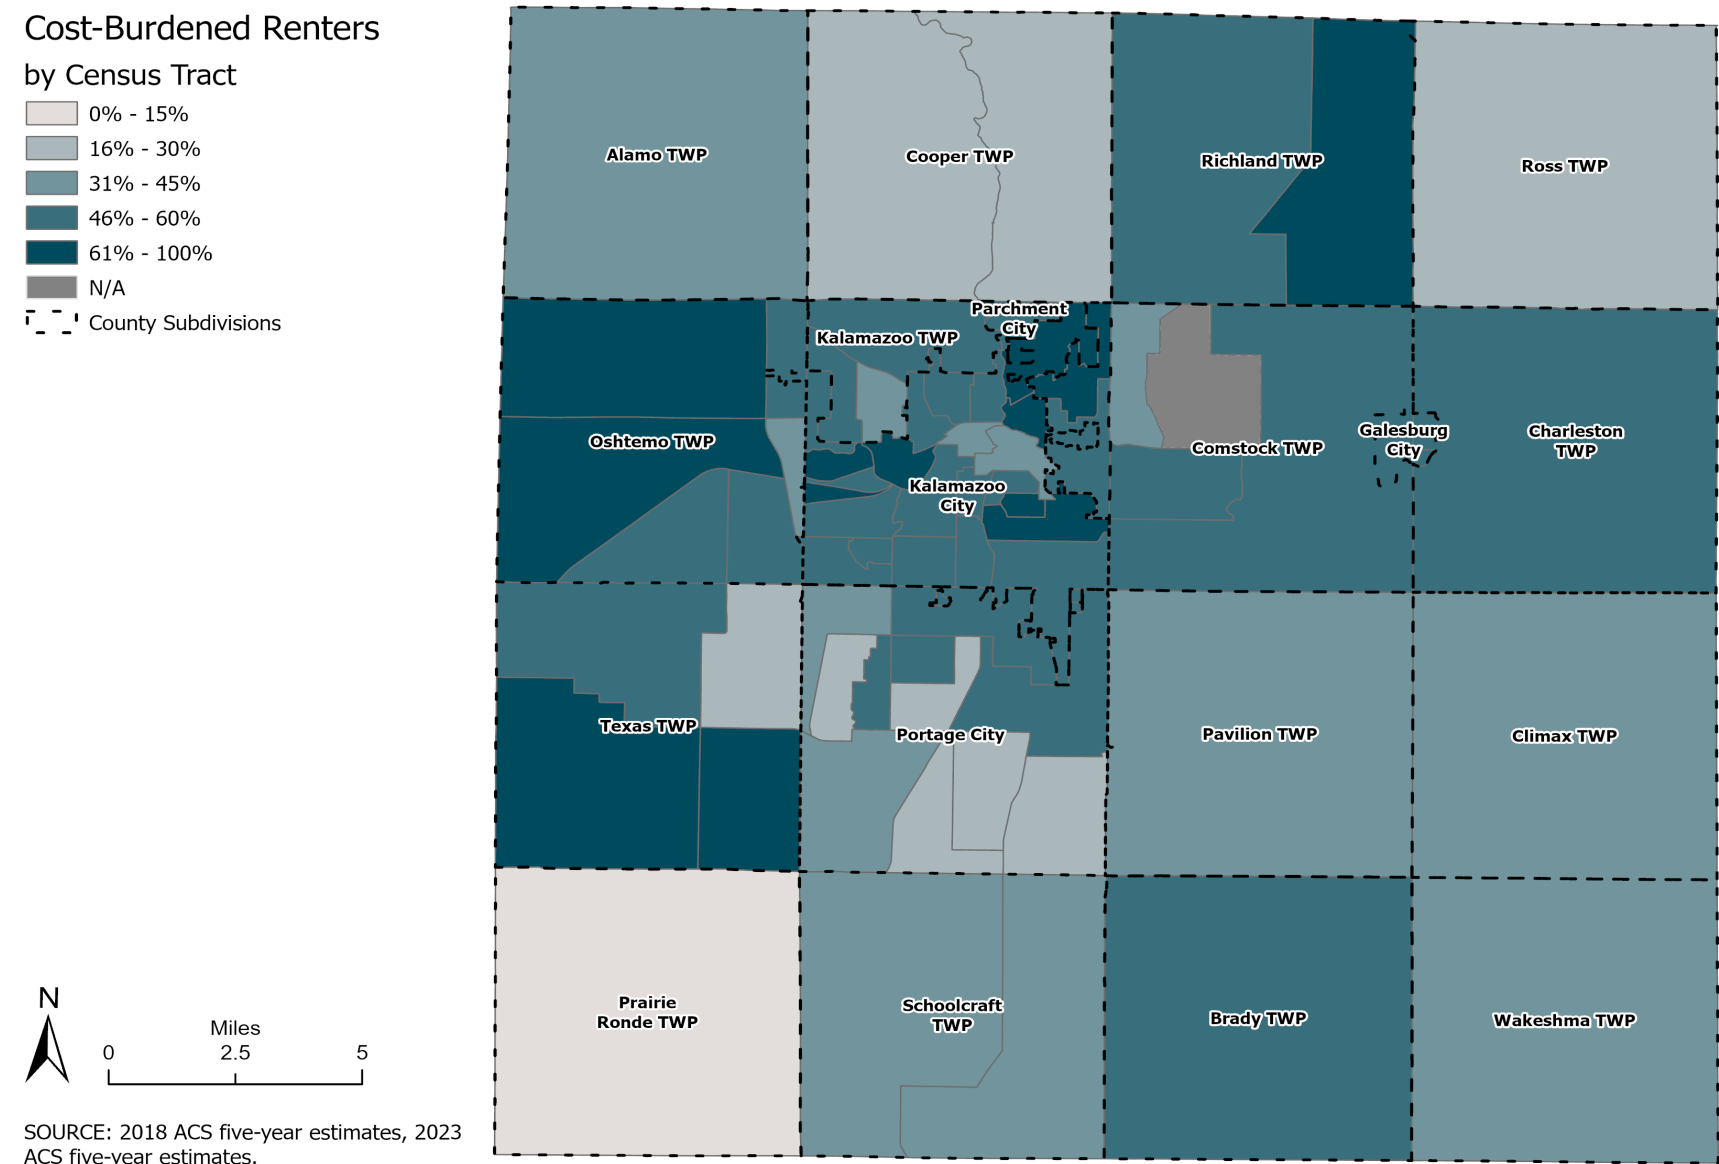 Cost-Burdened Renters
by Census Tract
0% - 15%
16% - 30%
31% - 45%
46% - 60%
61% - 100%
N/A
County Subdivisions
Alamo TWP
Cooper TWP
Richland TWP
Ross TWP
Parchment
City
Kalamazoo TWP
Oshtemo TWP
Comstock TWP
Galesburg
City
Charleston
TWP
Kalamazoo
City
Texas TWP
Portage City
Pavilion TWP
Climax TWP
Prairie
Ronde TWP
Schoolcraft
TWP
Brady TWP
Wakeshma TWP
N
Miles
0 2.5 5
SOURCE: 2018 ACS five-year estimates, 2023
ACS five-year estimates.